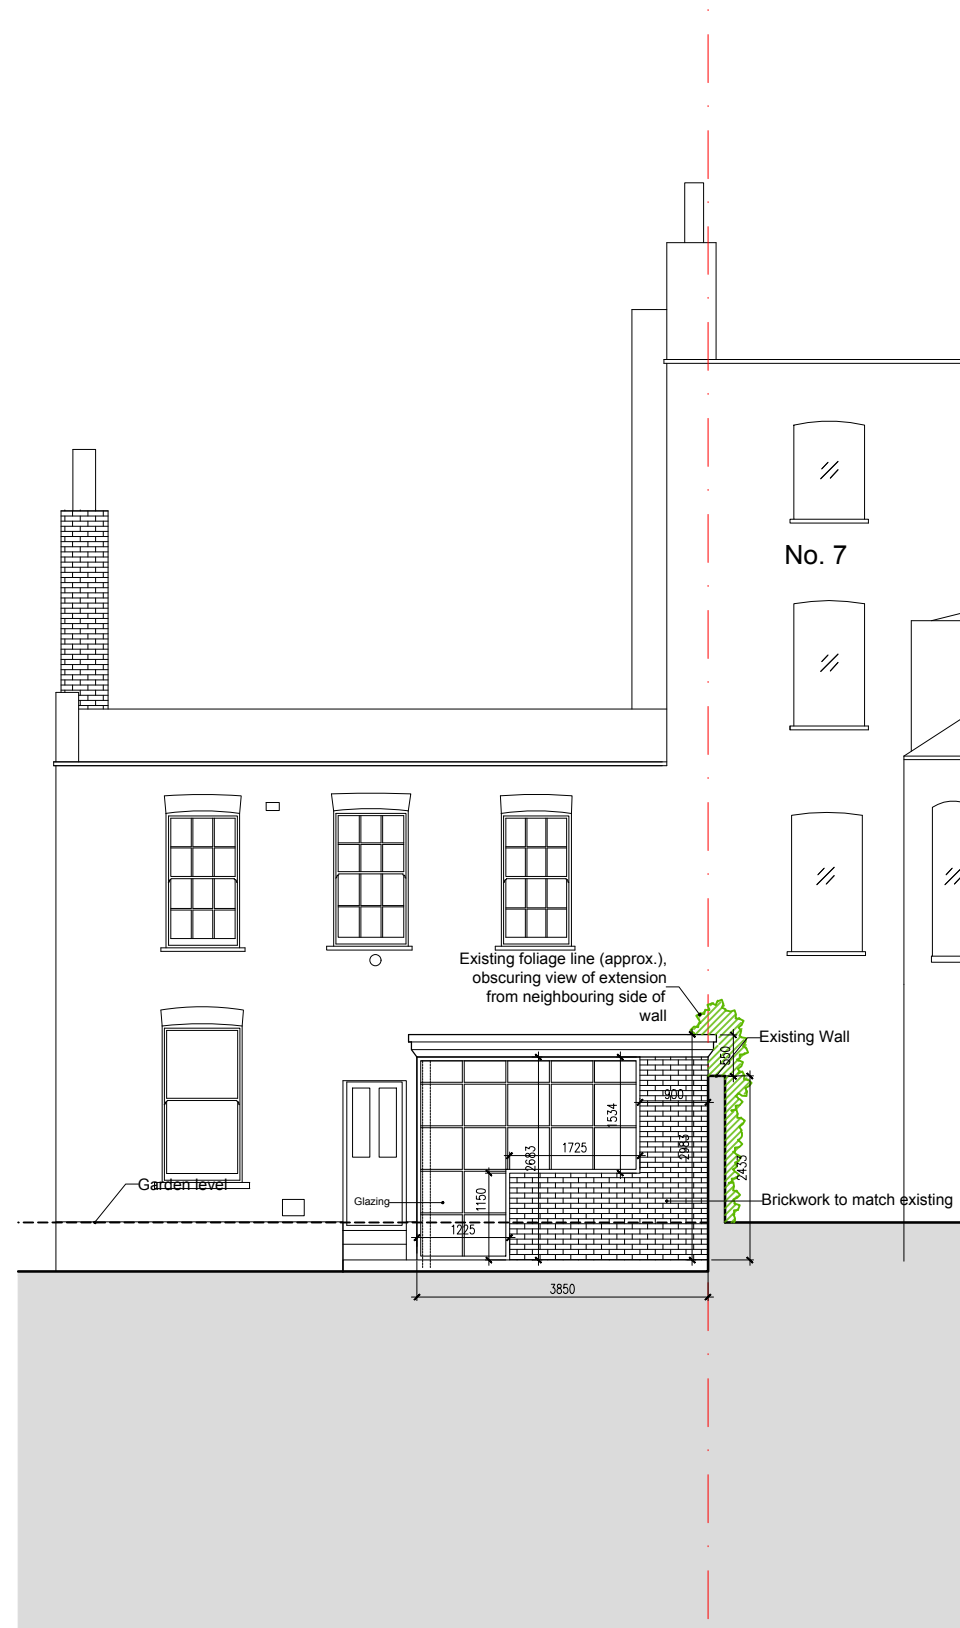 No. 7
Existing foliage line (approx.),
obscuring view of extension
from neighbouring side of
wall
Existing Wall
550
900
1534
1725
2683
2983
2433
Garden level
Glazing
1150
Brickwork to match existing
1225
3850